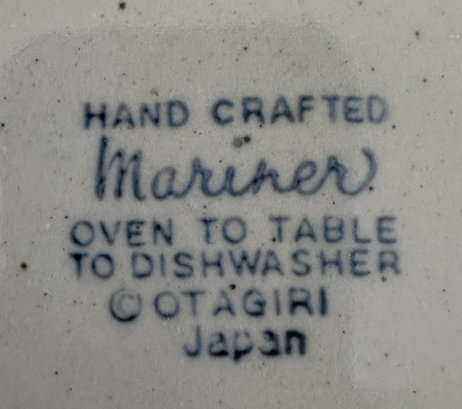 HAND CRAFTED
Mariner
OVEN TO TABLE
TO DISHWASHER
©OTAGIRI
Japan